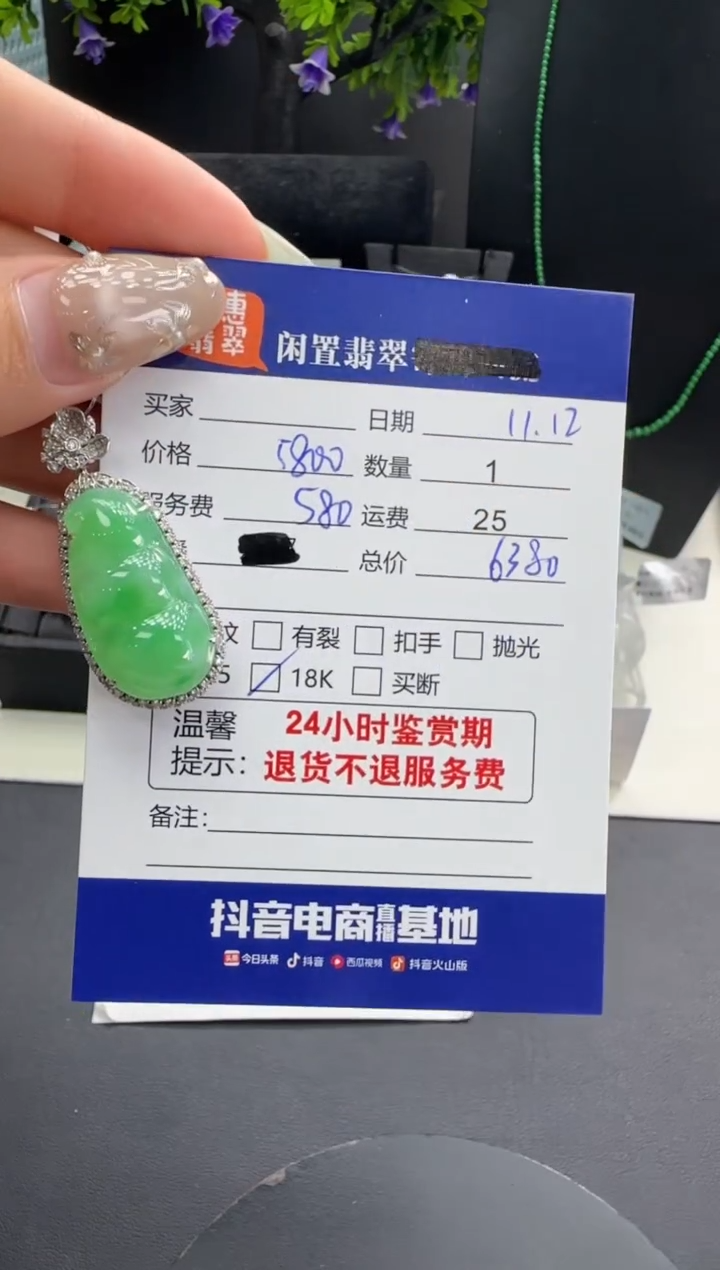 惠
翡翠
闲置翡翠
买家 日期 11.12
价格 5800 数量 1
服务费 580 运费 25
总价 6380
纹 有裂 扣手 抛光
5 18K 买断
温馨 24小时鉴赏期
提示: 退货不退服务费
备注:
抖音电商直播基地
头条 今日头条 抖音 西瓜视频 抖音火山版